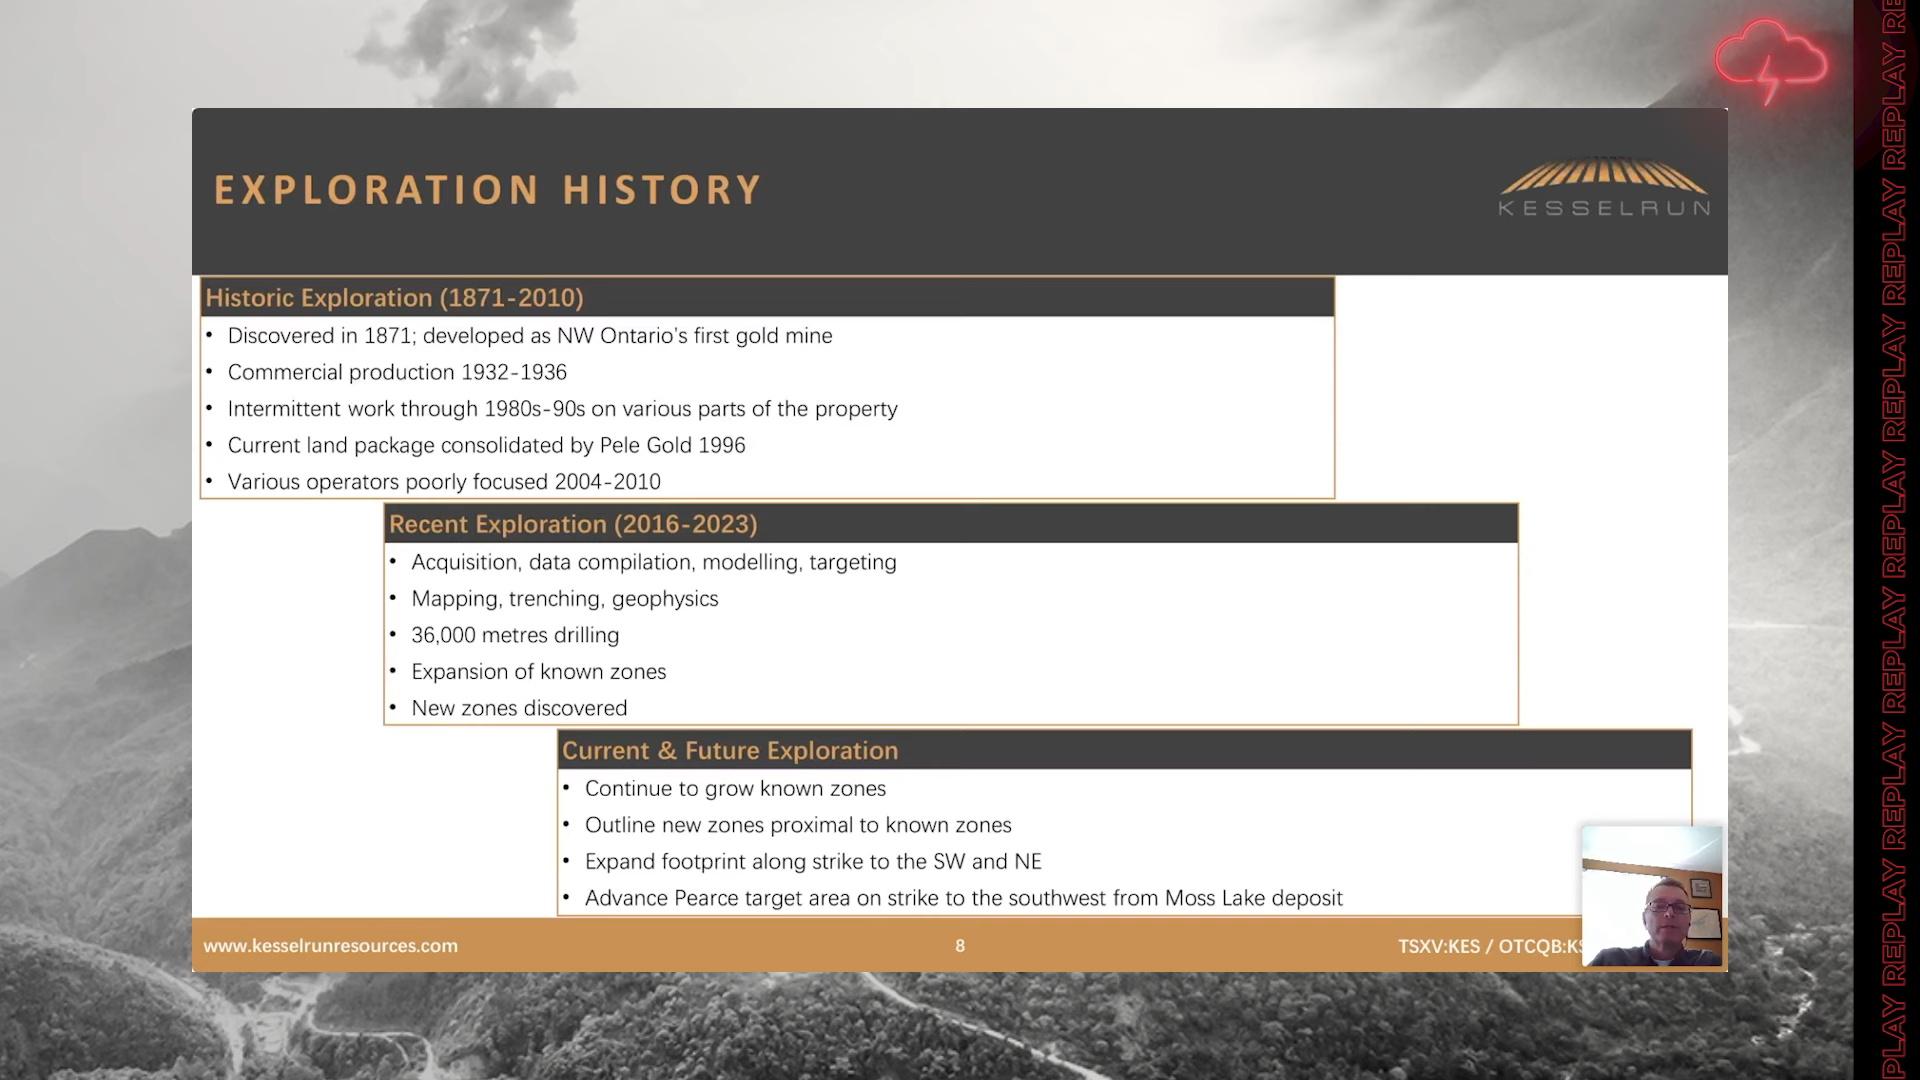 EXPLORATION HISTORY
KESSELRUN
Historic Exploration (1871-2010)
• Discovered in 1871; developed as NW Ontario's first gold mine
• Commercial production 1932-1936
• Intermittent work through 1980s-90s on various parts of the property
• Current land package consolidated by Pele Gold 1996
• Various operators poorly focused 2004-2010
Recent Exploration (2016-2023)
• Acquisition, data compilation, modelling, targeting
• Mapping, trenching, geophysics
• 36,000 metres drilling
• Expansion of known zones
• New zones discovered
Current & Future Exploration
• Continue to grow known zones
• Outline new zones proximal to known zones
• Expand footprint along strike to the SW and NE
• Advance Pearce target area on strike to the southwest from Moss Lake deposit
www.kesselrunresources.com
8
TSXV:KES / OTCQB:KS
PLAY REPLAY REPLAY REPLAY REPLAY REPLAY REPLAY REPLAY REPLAY REPLAY RE